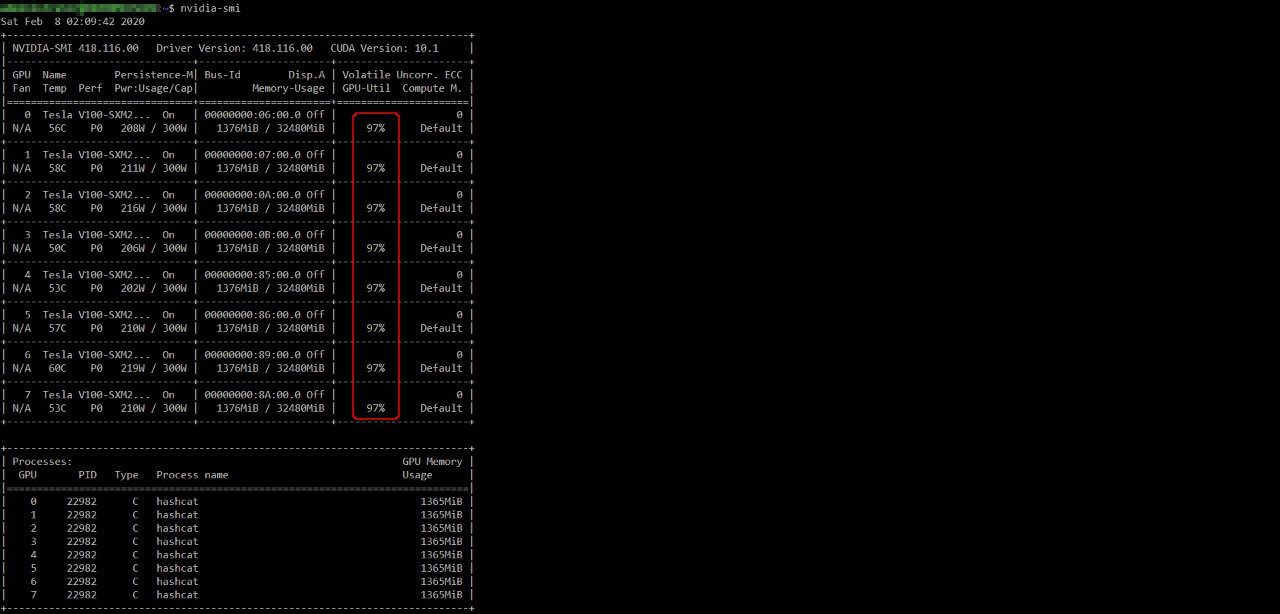 :~$ nvidia-smi
Sat Feb  8 02:09:42 2020
+-----------------------------------------------------------------------------+
| NVIDIA-SMI 418.116.00   Driver Version: 418.116.00   CUDA Version: 10.1     |
|-------------------------------+----------------------+----------------------+
| GPU  Name        Persistence-M| Bus-Id        Disp.A | Volatile Uncorr. ECC |
| Fan  Temp  Perf  Pwr:Usage/Cap|         Memory-Usage | GPU-Util  Compute M. |
|===============================+======================+======================|
|   0  Tesla V100-SXM2...  On   | 00000000:06:00.0 Off |                    0 |
| N/A   56C    P0   208W / 300W |   1376MiB / 32480MiB |     97%      Default |
+-------------------------------+----------------------+----------------------+
|   1  Tesla V100-SXM2...  On   | 00000000:07:00.0 Off |                    0 |
| N/A   58C    P0   211W / 300W |   1376MiB / 32480MiB |     97%      Default |
+-------------------------------+----------------------+----------------------+
|   2  Tesla V100-SXM2...  On   | 00000000:0A:00.0 Off |                    0 |
| N/A   58C    P0   216W / 300W |   1376MiB / 32480MiB |     97%      Default |
+-------------------------------+----------------------+----------------------+
|   3  Tesla V100-SXM2...  On   | 00000000:0B:00.0 Off |                    0 |
| N/A   50C    P0   206W / 300W |   1376MiB / 32480MiB |     97%      Default |
+-------------------------------+----------------------+----------------------+
|   4  Tesla V100-SXM2...  On   | 00000000:85:00.0 Off |                    0 |
| N/A   53C    P0   202W / 300W |   1376MiB / 32480MiB |     97%      Default |
+-------------------------------+----------------------+----------------------+
|   5  Tesla V100-SXM2...  On   | 00000000:86:00.0 Off |                    0 |
| N/A   57C    P0   210W / 300W |   1376MiB / 32480MiB |     97%      Default |
+-------------------------------+----------------------+----------------------+
|   6  Tesla V100-SXM2...  On   | 00000000:89:00.0 Off |                    0 |
| N/A   60C    P0   219W / 300W |   1376MiB / 32480MiB |     97%      Default |
+-------------------------------+----------------------+----------------------+
|   7  Tesla V100-SXM2...  On   | 00000000:8A:00.0 Off |                    0 |
| N/A   53C    P0   210W / 300W |   1376MiB / 32480MiB |     97%      Default |
+-------------------------------+----------------------+----------------------+
+-----------------------------------------------------------------------------+
| Processes:                                                       GPU Memory |
|  GPU       PID   Type   Process name                             Usage      |
|=============================================================================|
|    0     22982      C   hashcat                                     1365MiB |
|    1     22982      C   hashcat                                     1365MiB |
|    2     22982      C   hashcat                                     1365MiB |
|    3     22982      C   hashcat                                     1365MiB |
|    4     22982      C   hashcat                                     1365MiB |
|    5     22982      C   hashcat                                     1365MiB |
|    6     22982      C   hashcat                                     1365MiB |
|    7     22982      C   hashcat                                     1365MiB |
+-----------------------------------------------------------------------------+